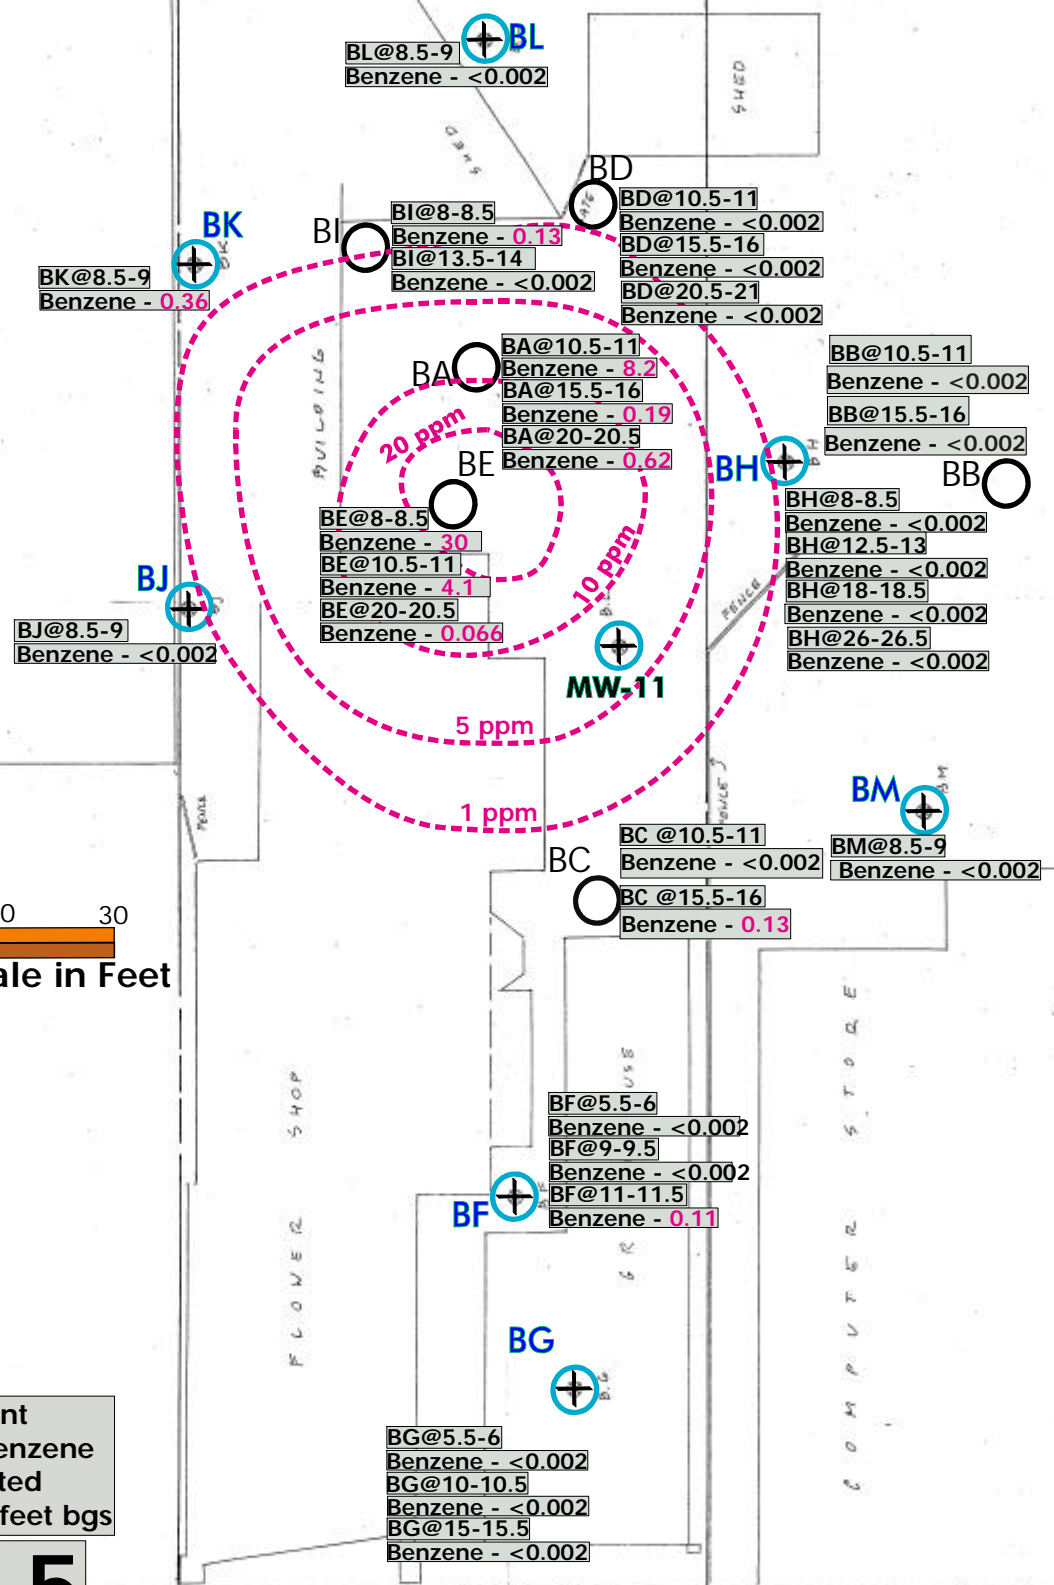 BL
BL@8.5-9
Benzene - <0.002
SHED
SHED
BD
BD@10.5-11
Benzene - <0.002
BD@15.5-16
Benzene - <0.002
BD@20.5-21
Benzene - <0.002
BK
BK
BK@8.5-9
Benzene - 0.36
BI
BI@8-8.5
Benzene - 0.13
BI@13.5-14
Benzene - <0.002
BA
BA@10.5-11
Benzene - 8.2
BA@15.5-16
Benzene - 0.19
BA@20-20.5
Benzene - 0.62
BB@10.5-11
Benzene - <0.002
BB@15.5-16
Benzene - <0.002
BB
BUILDING
20 ppm
BE
BE@8-8.5
Benzene - 30
BE@10.5-11
Benzene - 4.1
BE@20-20.5
Benzene - 0.066
10 ppm
BH
BH
BH@8-8.5
Benzene - <0.002
BH@12.5-13
Benzene - <0.002
BH@18-18.5
Benzene - <0.002
BH@26-26.5
Benzene - <0.002
FENCE
BJ
BJ
BJ@8.5-9
Benzene - <0.002
MW-11
5 ppm
1 ppm
FENCE
BM
BM
BM@8.5-9
Benzene - <0.002
BC
BC @10.5-11
Benzene - <0.002
BC @15.5-16
Benzene - 0.13
0 30
ale in Feet
FLOWER SHOP
COMPUTER STORE
GR USE
BF@5.5-6
Benzene - <0.002
BF@9-9.5
Benzene - <0.002
BF@11-11.5
Benzene - 0.11
BF
BF
BG
B.G
BG@5.5-6
Benzene - <0.002
BG@10-10.5
Benzene - <0.002
BG@15-15.5
Benzene - <0.002
nt
enzene
ted
feet bgs
5